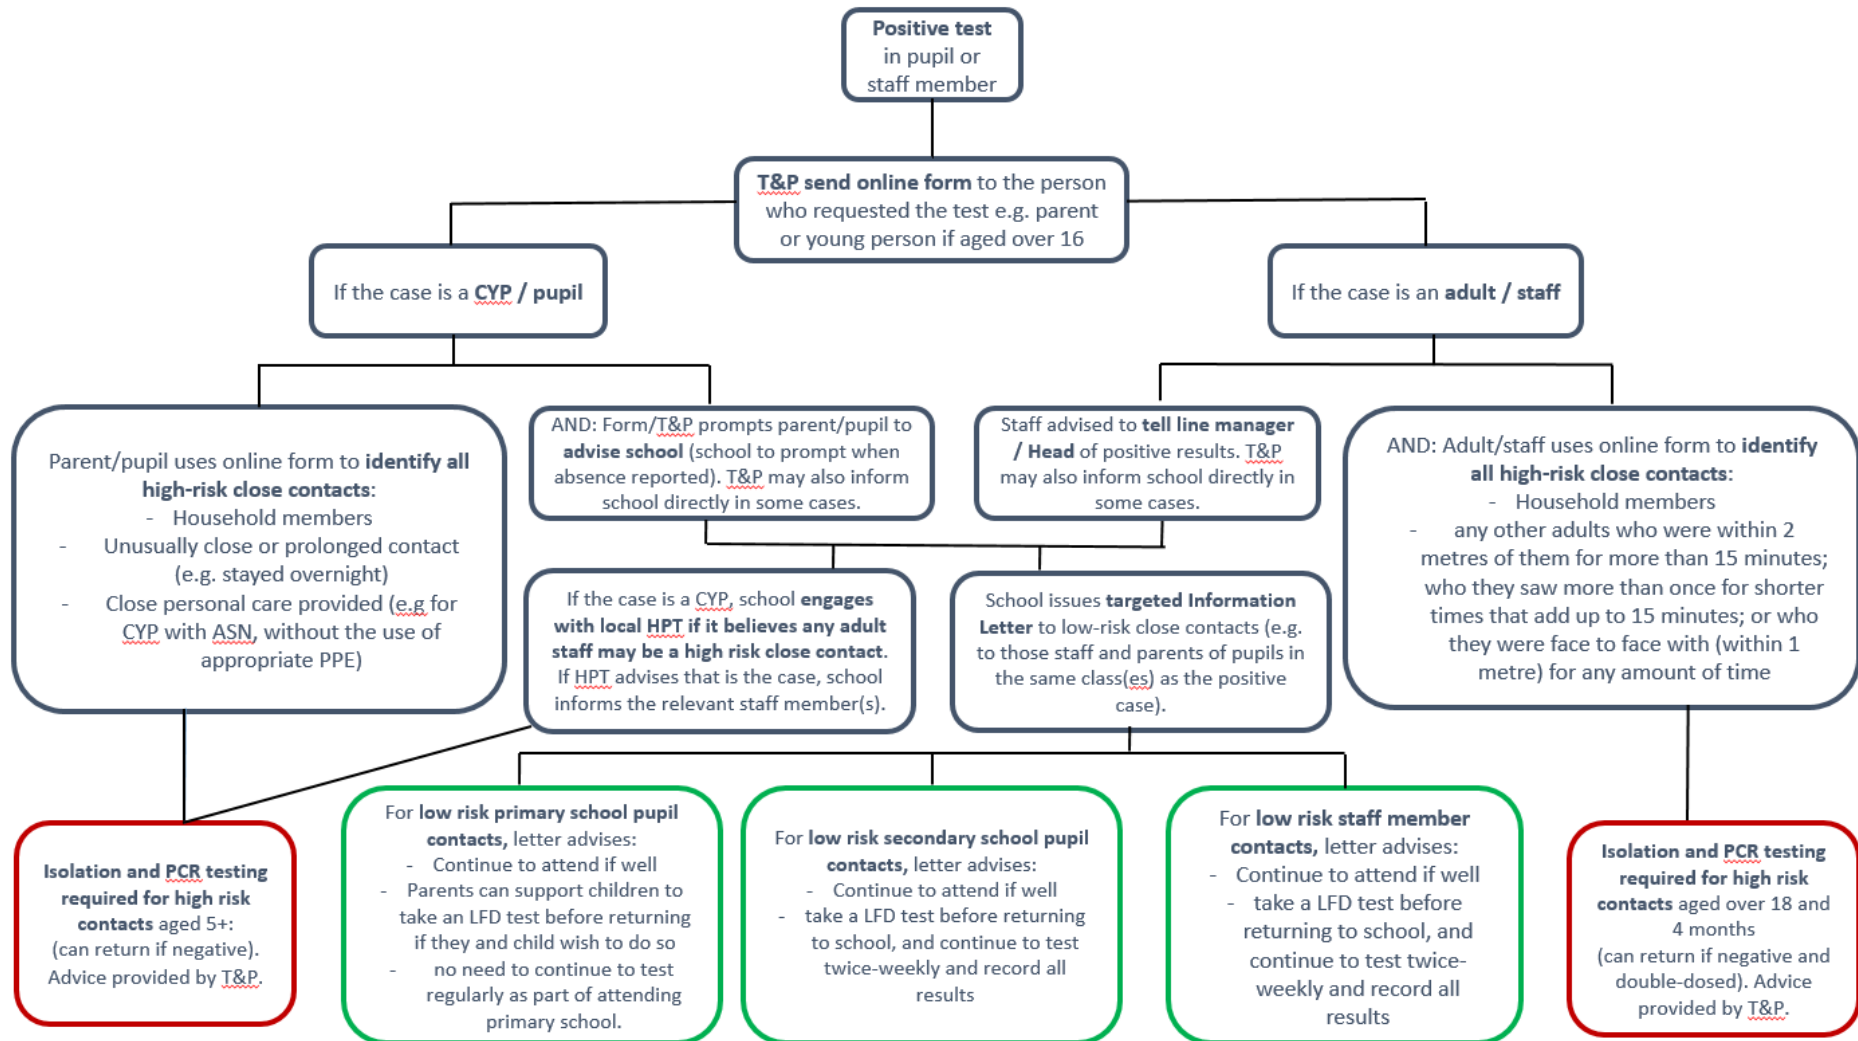 Positive test
in pupil or
staff member
T&P send online form to the person
who requested the test e.g. parent
or young person if aged over 16
If the case is a CYP / pupil
If the case is an adult / staff
Parent/pupil uses online form to identify all
high-risk close contacts:
- Household members
- Unusually close or prolonged contact
(e.g. stayed overnight)
- Close personal care provided (e.g for
CYP with ASN, without the use of
appropriate PPE)
AND: Form/T&P prompts parent/pupil to
advise school (school to prompt when
absence reported). T&P may also inform
school directly in some cases.
Staff advised to tell line manager
/ Head of positive results. T&P
may also inform school directly in
some cases.
AND: Adult/staff uses online form to identify
all high-risk close contacts:
- Household members
- any other adults who were within 2
metres of them for more than 15 minutes;
who they saw more than once for shorter
times that add up to 15 minutes; or who
they were face to face with (within 1
metre) for any amount of time
If the case is a CYP, school engages
with local HPT if it believes any adult
staff may be a high risk close contact.
If HPT advises that is the case, school
informs the relevant staff member(s).
School issues targeted Information
Letter to low-risk close contacts (e.g.
to those staff and parents of pupils in
the same class(es) as the positive
case).
Isolation and PCR testing
required for high risk
contacts aged 5+:
(can return if negative).
Advice provided by T&P.
For low risk primary school pupil
contacts, letter advises:
- Continue to attend if well
- Parents can support children to
take an LFD test before returning
if they and child wish to do so
- no need to continue to test
regularly as part of attending
primary school.
For low risk secondary school pupil
contacts, letter advises:
- Continue to attend if well
- take a LFD test before returning
to school, and continue to test
twice-weekly and record all
results
For low risk staff member
contacts, letter advises:
- Continue to attend if well
- take a LFD test before
returning to school, and
continue to test twice-
weekly and record all
results
Isolation and PCR testing
required for high risk
contacts aged over 18 and
4 months
(can return if negative and
double-dosed). Advice
provided by T&P.